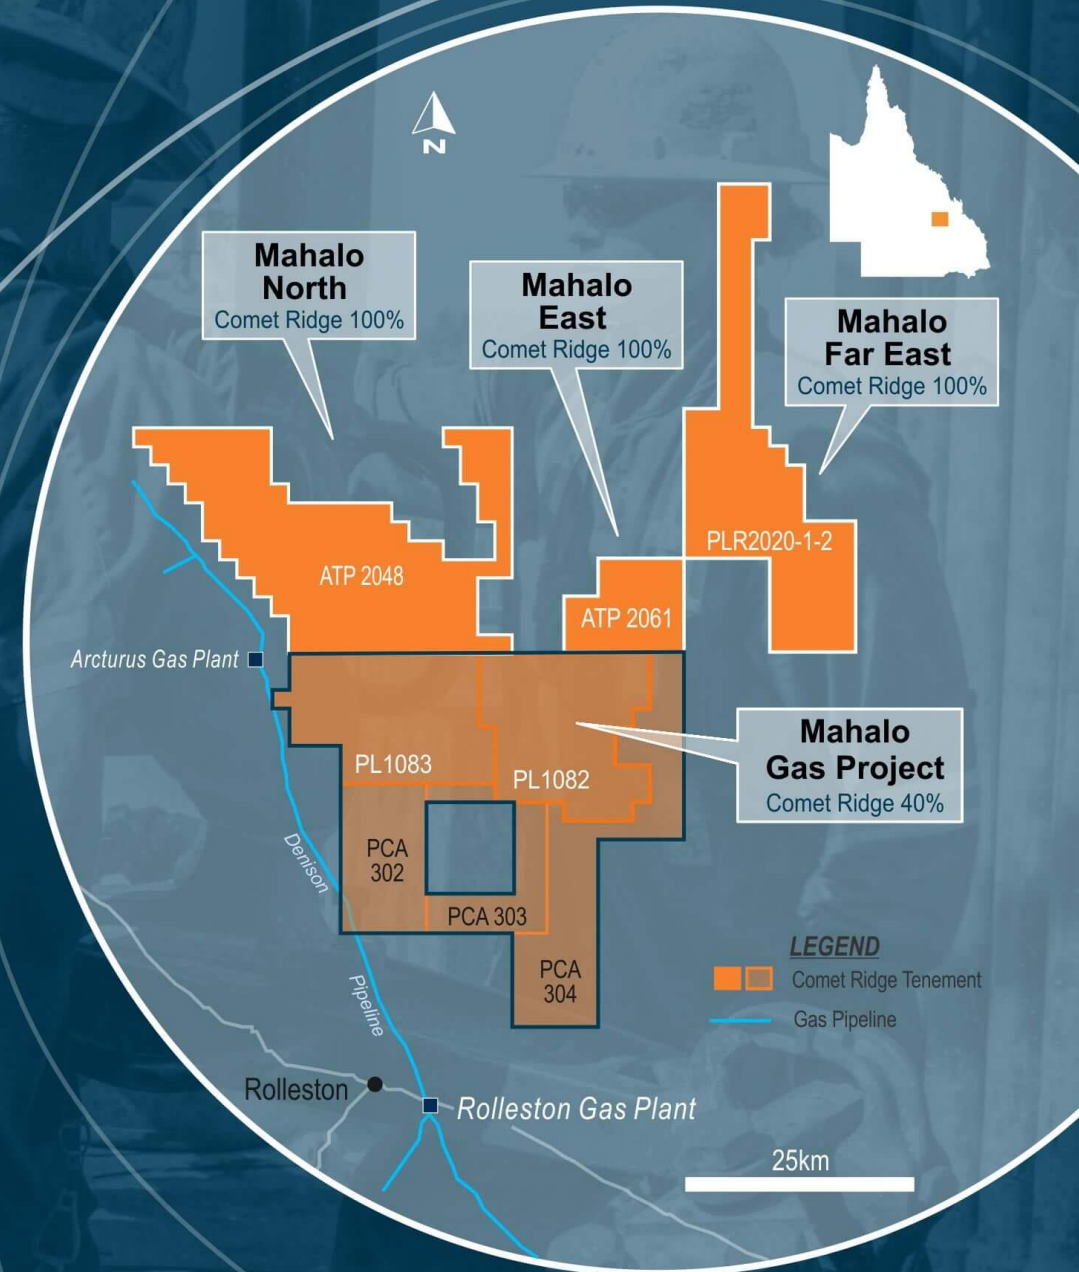 N
Mahalo
North
Comet Ridge 100%
Mahalo
East
Comet Ridge 100%
Mahalo
Far East
Comet Ridge 100%
PLR2020-1-2
ATP 2048
ATP 2061
Arcturus Gas Plant
Mahalo
Gas Project
Comet Ridge 40%
PL1083
PL1082
PCA
302
Denison
PCA 303
PCA
304
Pipeline
LEGEND
Comet Ridge Tenement
Gas Pipeline
Rolleston
Rolleston Gas Plant
25km